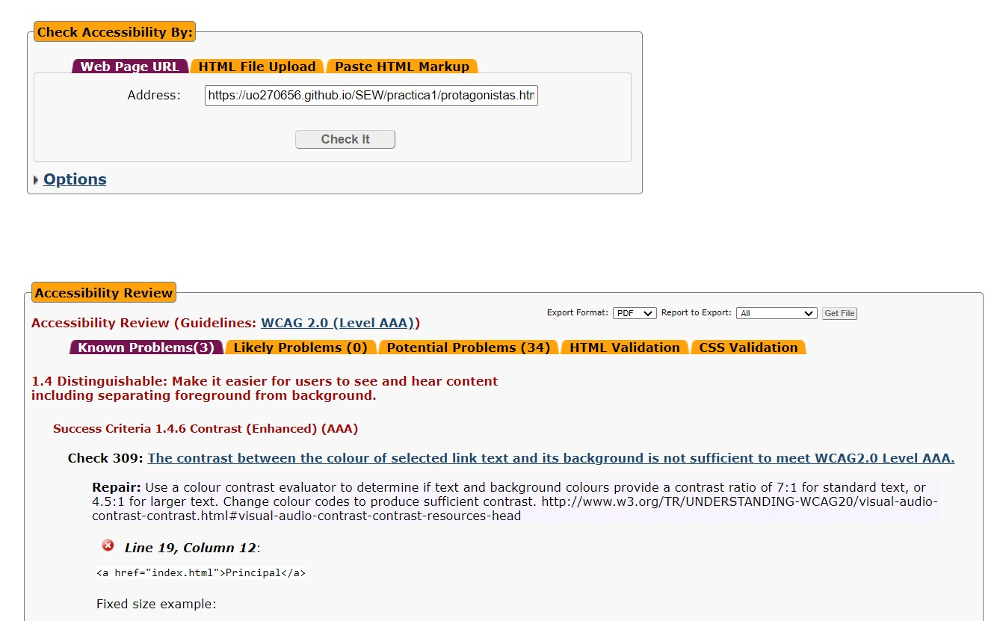 Check Accessibility By:
Web Page URL HTML File Upload Paste HTML Markup
Address: https://uo270656.github.io/SEW/practica1/protagonistas.htm
Check It
Options
Accessibility Review
Export Format: PDF Report to Export: All Get File
Accessibility Review (Guidelines: WCAG 2.0 (Level AAA))
Known Problems(3) Likely Problems (0) Potential Problems (34) HTML Validation CSS Validation
1.4 Distinguishable: Make it easier for users to see and hear content
including separating foreground from background.
Success Criteria 1.4.6 Contrast (Enhanced) (AAA)
Check 309: The contrast between the colour of selected link text and its background is not sufficient to meet WCAG2.0 Level AAA.
Repair: Use a colour contrast evaluator to determine if text and background colours provide a contrast ratio of 7:1 for standard text, or
4.5:1 for larger text. Change colour codes to produce sufficient contrast. http://www.w3.org/TR/UNDERSTANDING-WCAG20/visual-audio-
contrast-contrast.html#visual-audio-contrast-contrast-resources-head
Line 19, Column 12:
<a href="index.html">Principal</a>
Fixed size example: